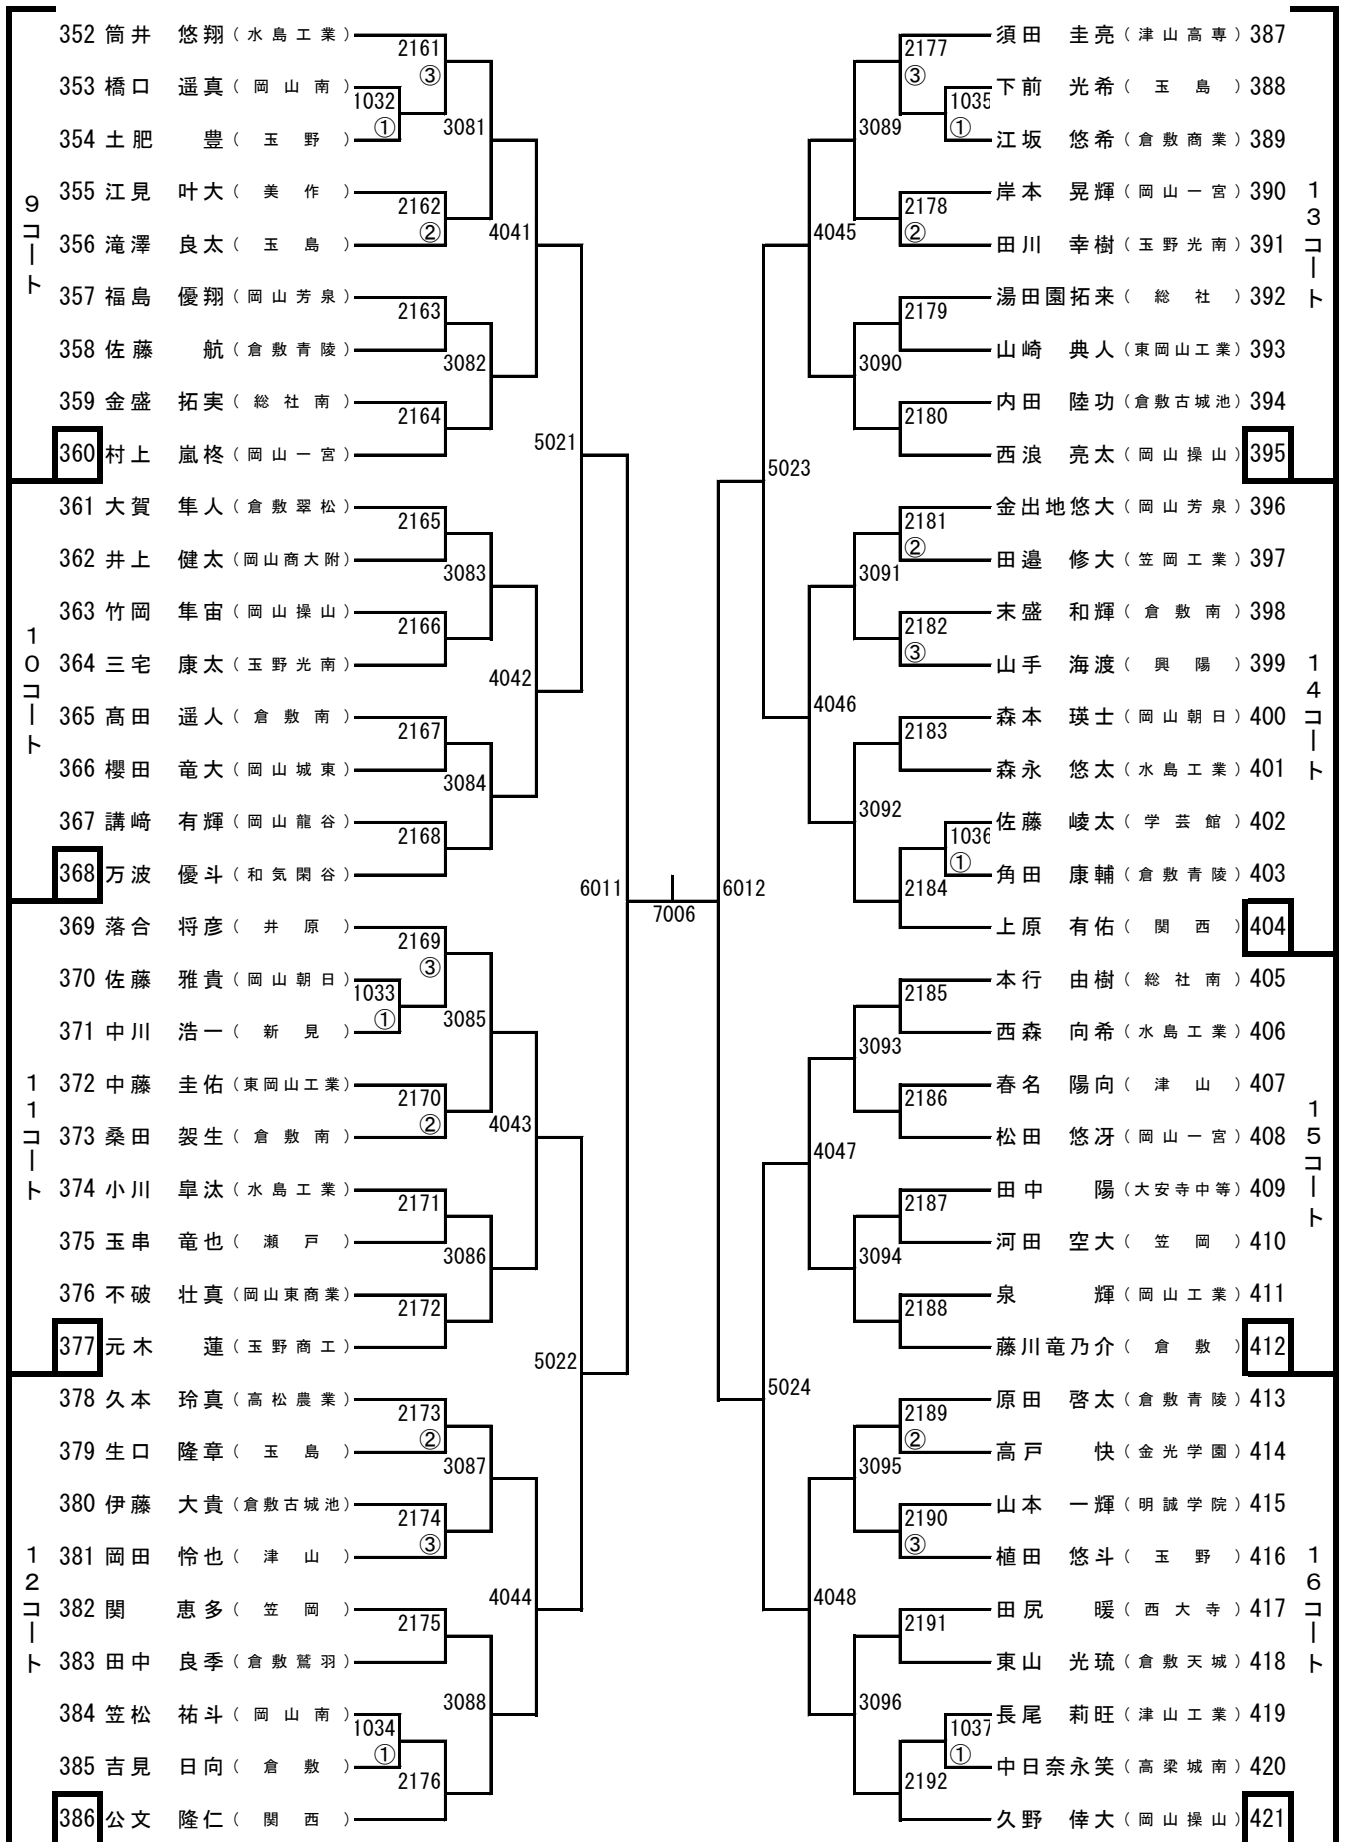 9コート
352 筒井 悠翔（水島工業）
353 橋口 遥真（岡山南）
354 土肥 豊（玉野）
355 江見 叶大（美作）
356 滝澤 良太（玉島）
357 福島 優翔（岡山芳泉）
358 佐藤 航（倉敷青陵）
359 金盛 拓実（総社南）
360 村上 嵐柊（岡山一宮）
10コート
361 大賀 隼人（倉敷翠松）
362 井上 健太（岡山商大附）
363 竹岡 隼宙（岡山操山）
364 三宅 康太（玉野光南）
365 髙田 遥人（倉敷南）
366 櫻田 竜大（岡山城東）
367 講﨑 有輝（岡山龍谷）
368 万波 優斗（和気閑谷）
11コート
369 落合 将彦（井原）
370 佐藤 雅貴（岡山朝日）
371 中川 浩一（新見）
372 中藤 圭佑（東岡山工業）
373 桑田 袈生（倉敷南）
374 小川 皐汰（水島工業）
375 玉串 竜也（瀬戸）
376 不破 壮真（岡山東商業）
377 元木 蓮（玉野商工）
12コート
378 久本 玲真（高松農業）
379 生口 隆章（玉島）
380 伊藤 大貴（倉敷古城池）
381 岡田 怜也（津山）
382 関 恵多（笠岡）
383 田中 良季（倉敷鷲羽）
384 笠松 祐斗（岡山南）
385 吉見 日向（倉敷）
386 公文 隆仁（関西）
1032
①
1033
①
1034
①
2161
③
2162
②
2163
2164
2165
2166
2167
2168
2169
③
2170
②
2171
2172
2173
②
2174
③
2175
2176
3081
3082
3083
3084
3085
3086
3087
3088
4041
4042
4043
4044
5021
5022
6011
7006
6012
5023
5024
4045
4046
4047
4048
3089
3090
3091
3092
3093
3094
3095
3096
2177
③
2178
②
2179
2180
2181
②
2182
③
2183
2184
2185
2186
2187
2188
2189
②
2190
③
2191
2192
1035
①
1036
①
1037
①
13コート
須田 圭亮（津山高専）387
下前 光希（玉島）388
江坂 悠希（倉敷商業）389
岸本 晃輝（岡山一宮）390
田川 幸樹（玉野光南）391
湯田園拓来（総社）392
山崎 典人（東岡山工業）393
内田 陸功（倉敷古城池）394
西浪 亮太（岡山操山）395
14コート
金出地悠大（岡山芳泉）396
田邉 修大（笠岡工業）397
末盛 和輝（倉敷南）398
山手 海渡（興陽）399
森本 瑛士（岡山朝日）400
森永 悠太（水島工業）401
佐藤 崚太（学芸館）402
角田 康輔（倉敷青陵）403
上原 有佑（関西）404
15コート
本行 由樹（総社南）405
西森 向希（水島工業）406
春名 陽向（津山）407
松田 悠冴（岡山一宮）408
田中 陽（大安寺中等）409
河田 空大（笠岡）410
泉 輝（岡山工業）411
藤川竜乃介（倉敷）412
16コート
原田 啓太（倉敷青陵）413
高戸 快（金光学園）414
山本 一輝（明誠学院）415
植田 悠斗（玉野）416
田尻 暖（西大寺）417
東山 光琉（倉敷天城）418
長尾 莉旺（津山工業）419
中日奈永笑（高梁城南）420
久野 倖大（岡山操山）421